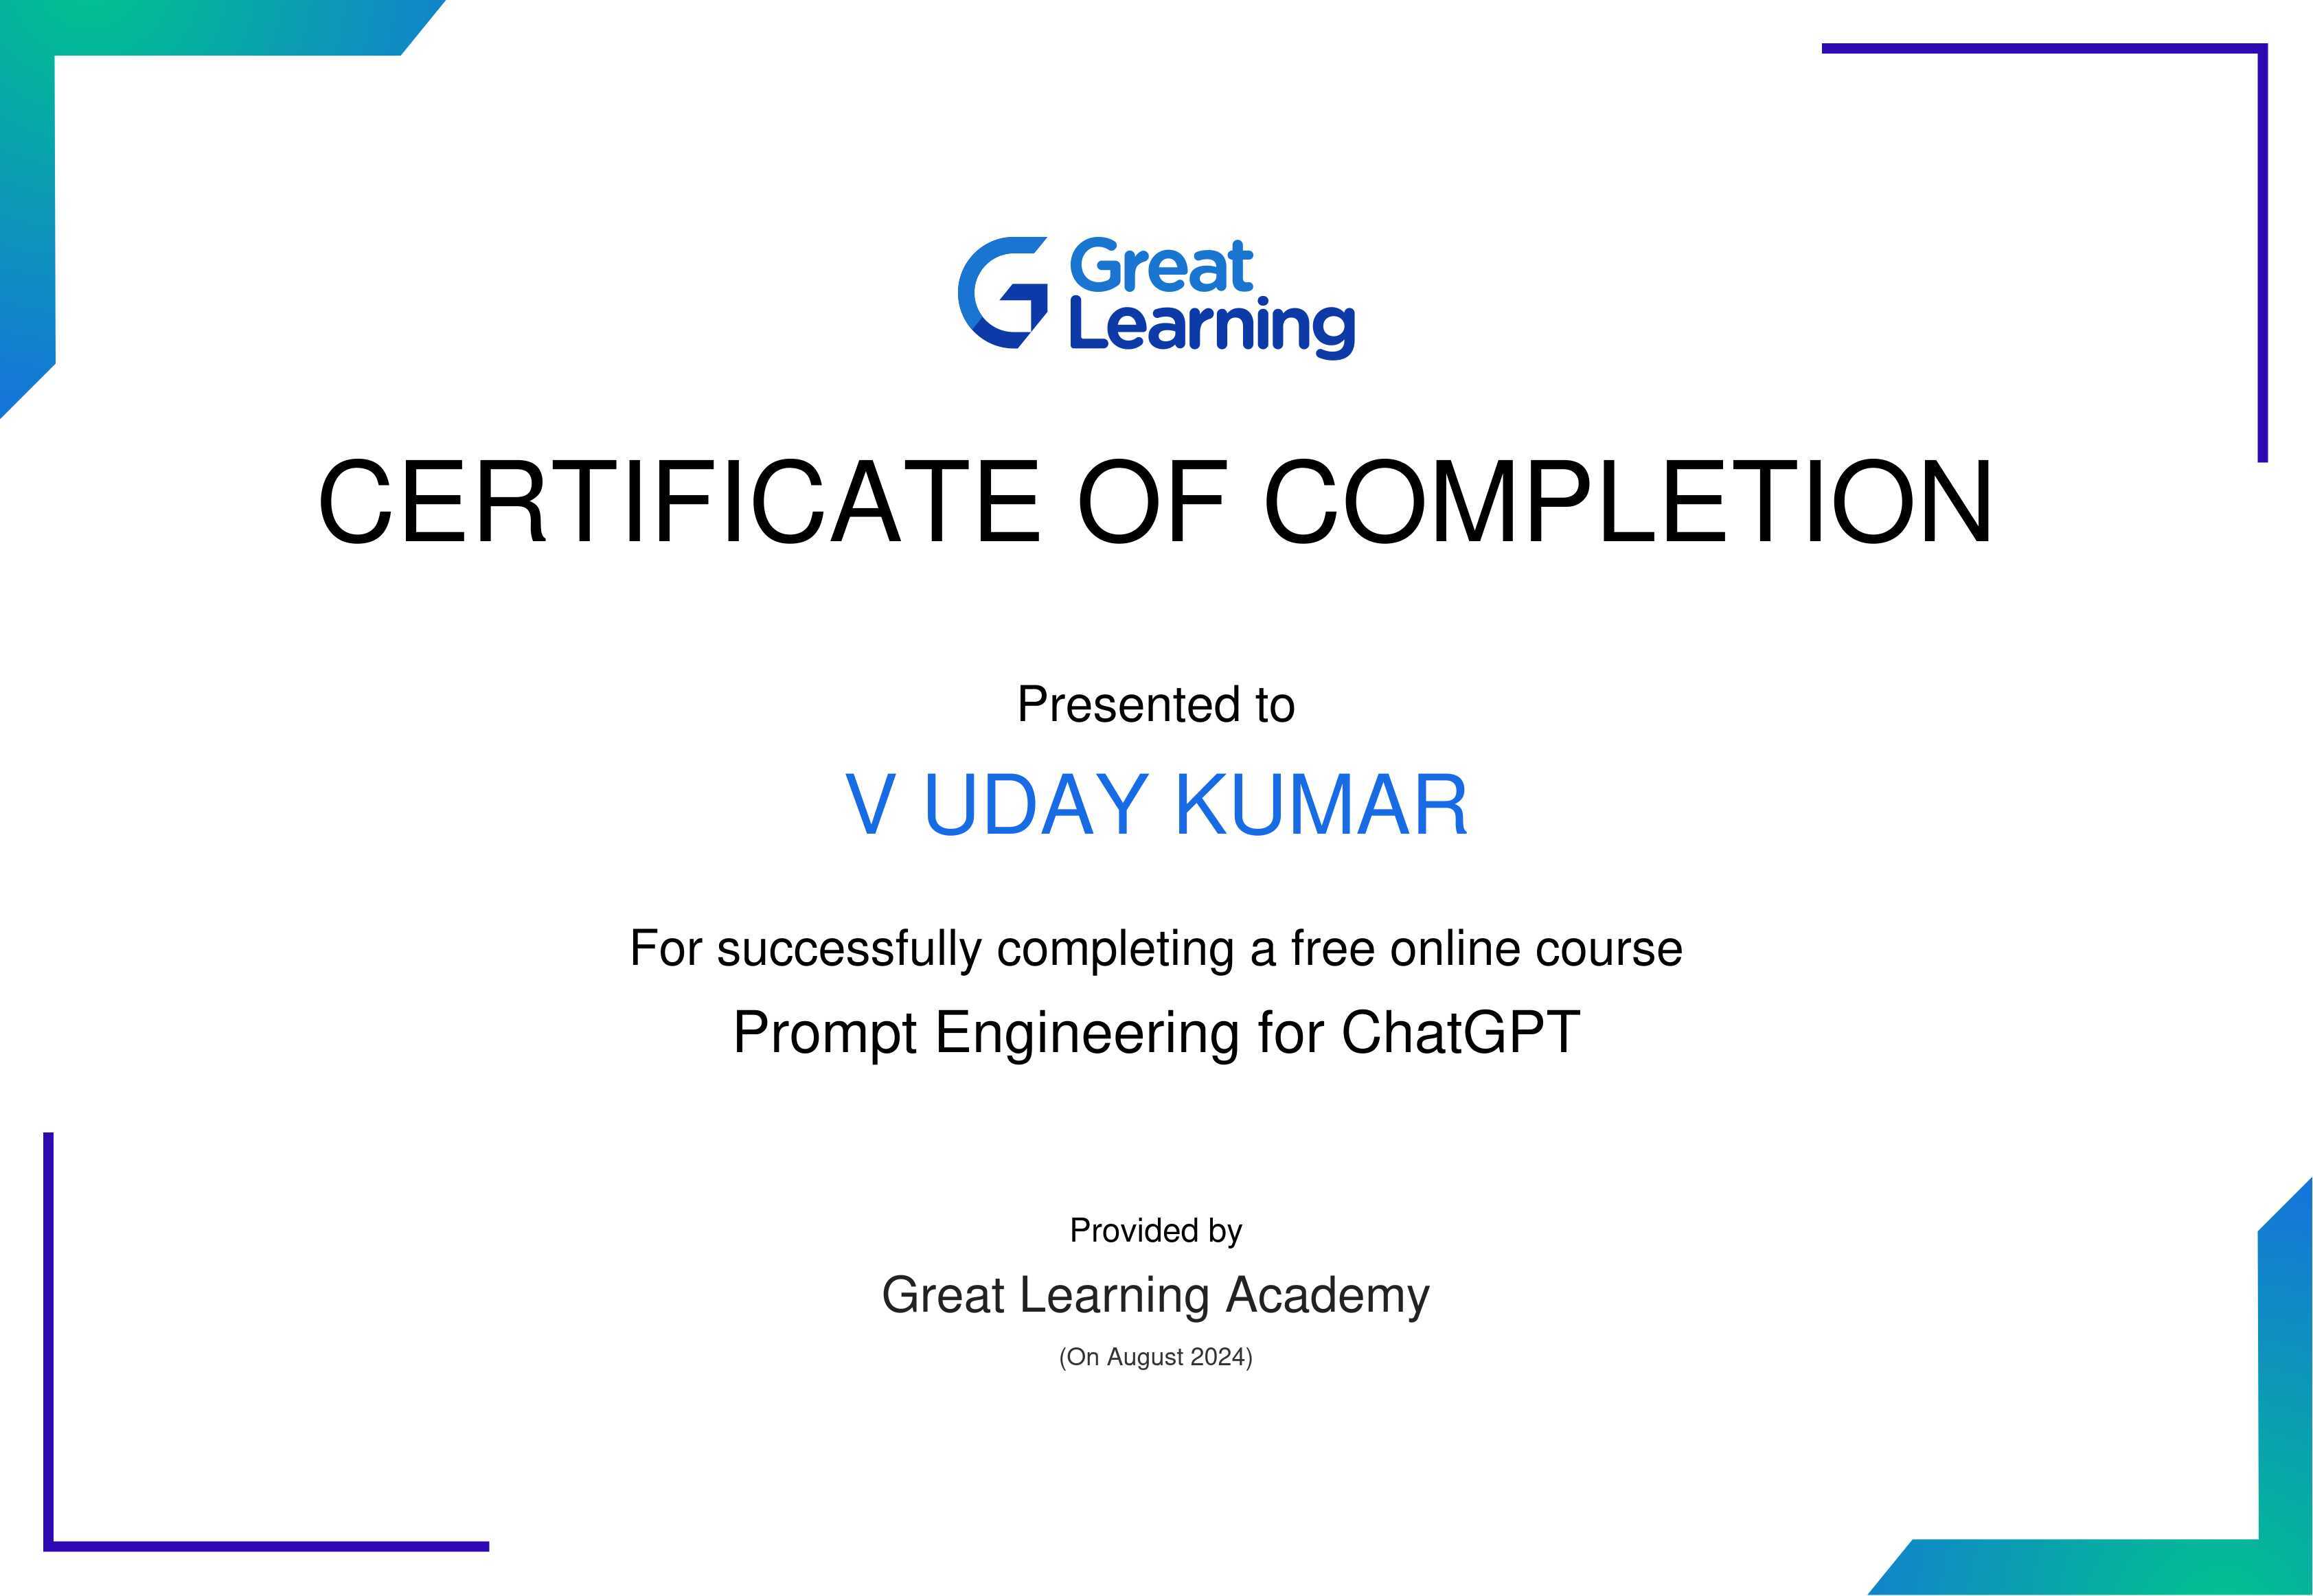 Great
Learning
CERTIFICATE OF COMPLETION
Presented to
V UDAY KUMAR
For successfully completing a free online course
Prompt Engineering for ChatGPT
Provided by
Great Learning Academy
(On August 2024)